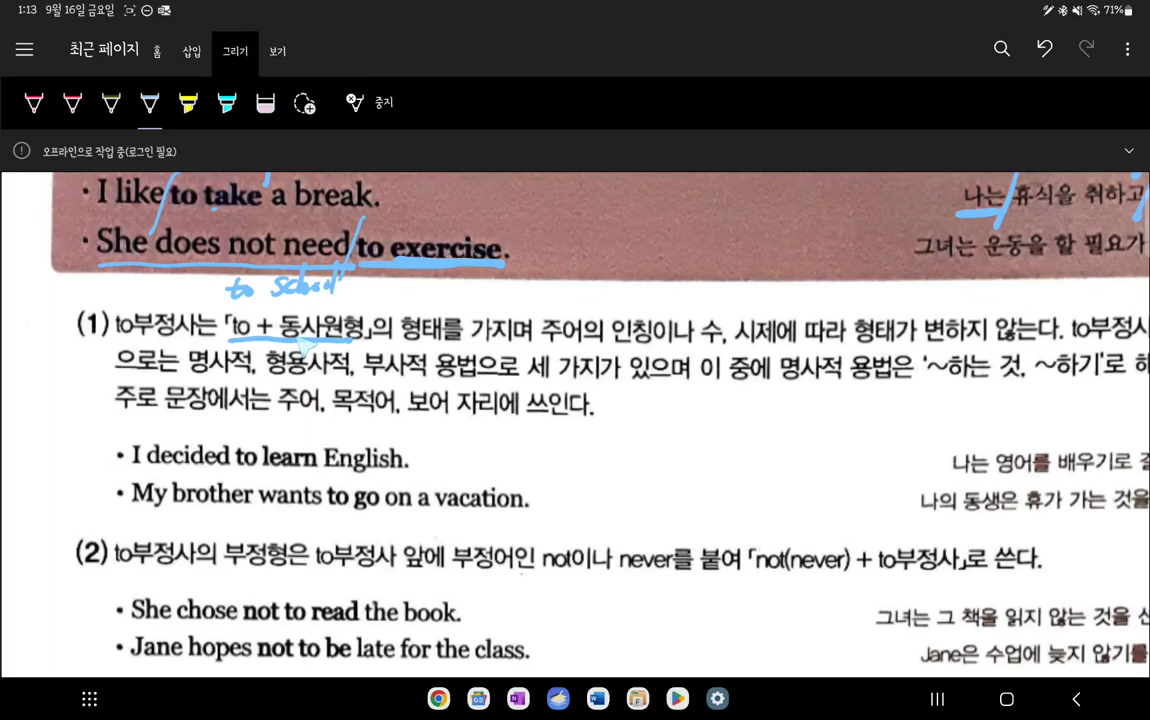 1:13 9월 16일 금요일 71%
최근 페이지 홈 삽입 그리기 보기
중지
오프라인으로 작업 중(로그인 필요)
· I like to take a break. 나는 휴식을 취하고
· She does not need to exercise. 그녀는 운동을 할 필요가
to school
(1) to부정사는 「to + 동사원형」의 형태를 가지며 주어의 인칭이나 수, 시제에 따라 형태가 변하지 않는다. to부정사
으로는 명사적, 형용사적, 부사적 용법으로 세 가지가 있으며 이 중에 명사적 용법은 '~하는 것, ~하기'로 해
주로 문장에서는 주어, 목적어, 보어 자리에 쓰인다.
• I decided to learn English. 나는 영어를 배우기로
• My brother wants to go on a vacation. 나의 동생은 휴가 가는 것을
(2) to부정사의 부정형은 to부정사 앞에 부정어인 not이나 never를 붙여 「not(never) + to부정사」로 쓴다.
• She chose not to read the book. 그녀는 그 책을 읽지 않는 것을
• Jane hopes not to be late for the class. Jane은 수업에 늦지 않기를